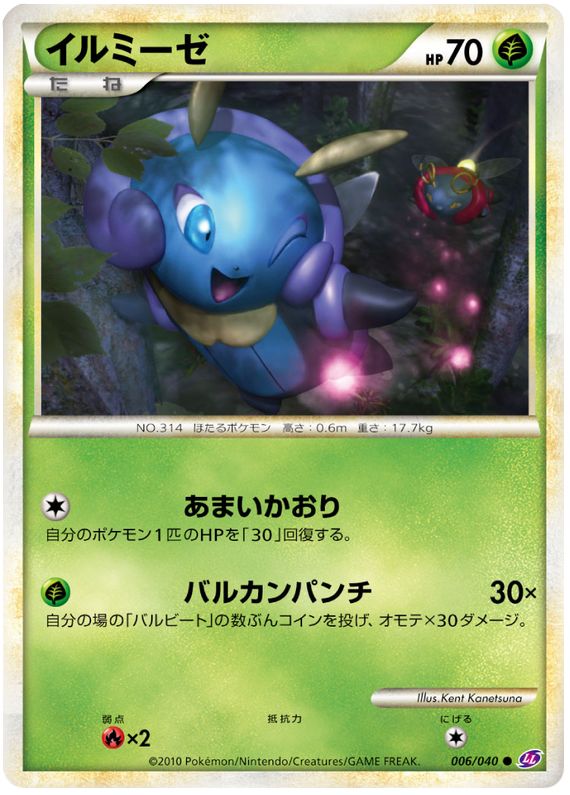 イルミーゼ
HP70
たね
NO.314 ほたるポケモン 高さ：0.6m 重さ：17.7kg
あまいかおり
自分のポケモン1匹のHPを「30」回復する。
バルカンパンチ 30×
自分の場の「バルビート」の数ぶんコインを投げ、オモテ×30ダメージ。
Illus.Kent Kanetsuna
弱点 抵抗力 にげる
×2
©2010 Pokémon/Nintendo/Creatures/GAME FREAK. 006/040 ● LL